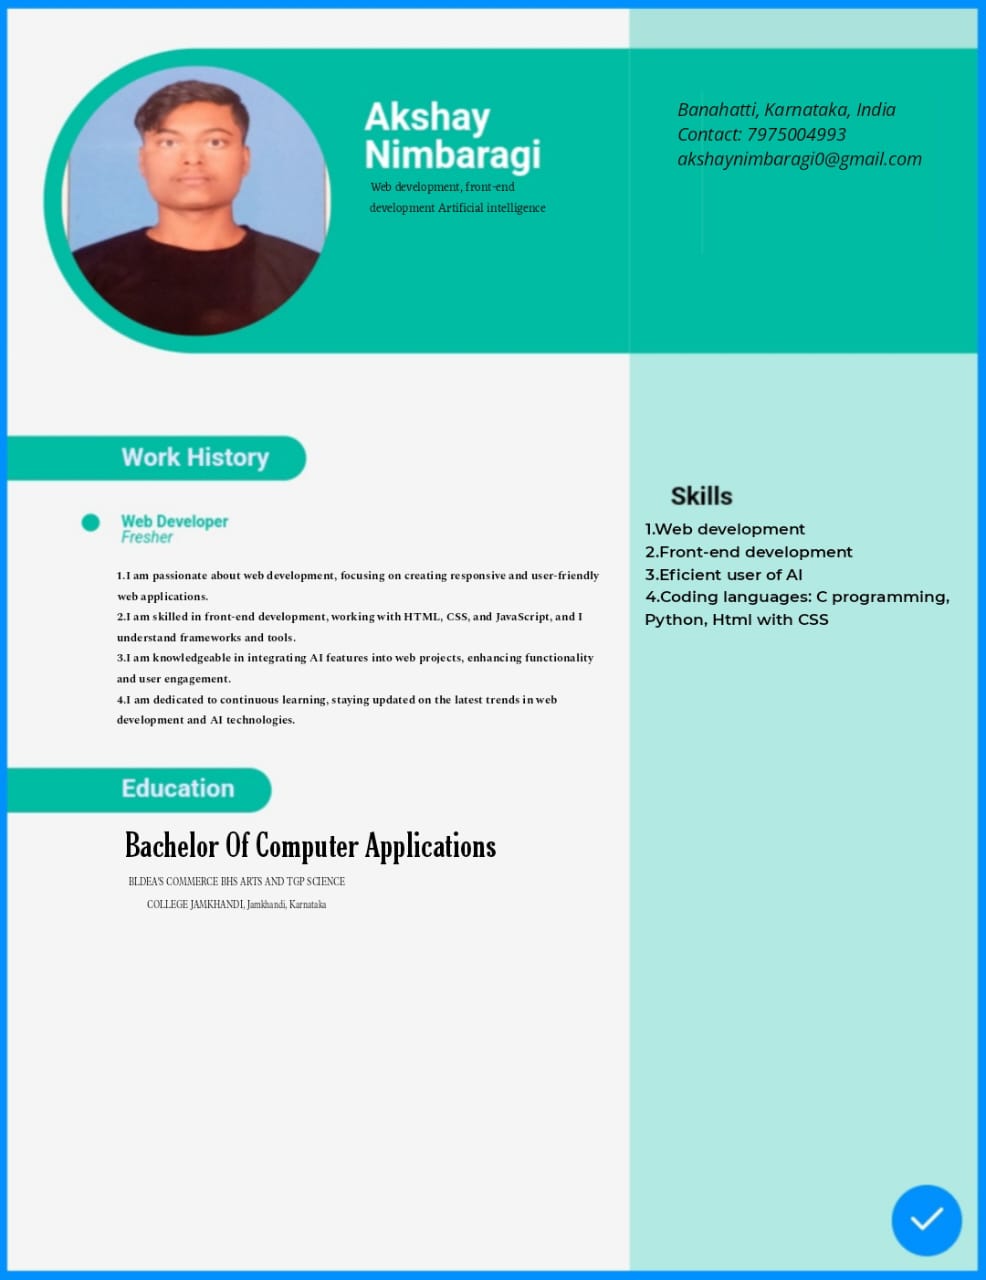 Akshay
Nimbaragi
Web development, front-end
development Artificial intelligence
Banahatti, Karnataka, India
Contact: 7975004993
akshaynimbaragi0@gmail.com
Work History
Web Developer
Fresher
1.I am passionate about web development, focusing on creating responsive and user-friendly
web applications.
2.I am skilled in front-end development, working with HTML, CSS, and JavaScript, and I
understand frameworks and tools.
3.I am knowledgeable in integrating AI features into web projects, enhancing functionality
and user engagement.
4.I am dedicated to continuous learning, staying updated on the latest trends in web
development and AI technologies.
Education
Bachelor Of Computer Applications
BLDEA'S COMMERCE BHS ARTS AND TGP SCIENCE
COLLEGE JAMKHANDI, Jamkhandi, Karnataka
Skills
1.Web development
2.Front-end development
3.Eficient user of AI
4.Coding languages: C programming,
Python, Html with CSS